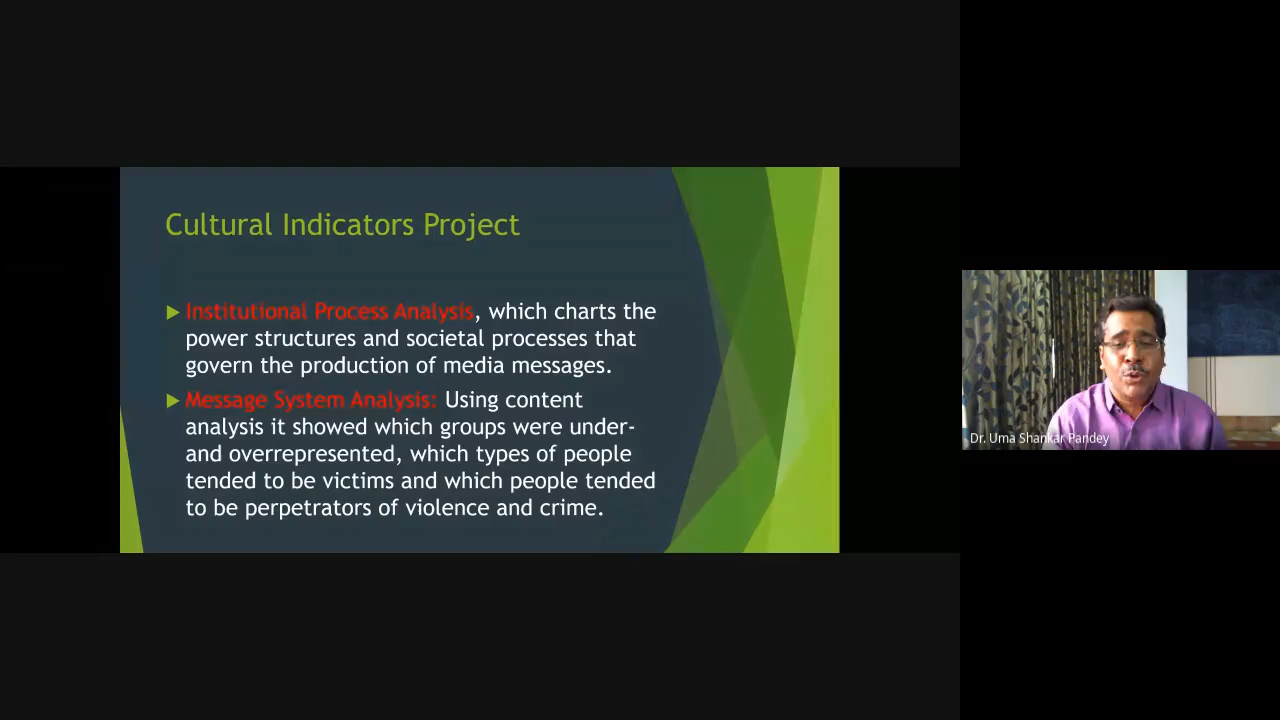 Cultural Indicators Project
Institutional Process Analysis, which charts the
power structures and societal processes that
govern the production of media messages.
Message System Analysis: Using content
analysis it showed which groups were under-
and overrepresented, which types of people
tended to be victims and which people tended
to be perpetrators of violence and crime.
Dr. Uma Shankar Pandey